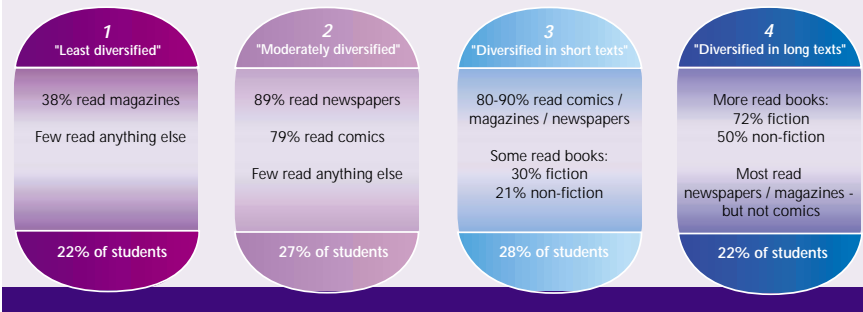 1
"Least diversified"
38% read magazines
Few read anything else
22% of students
2
"Moderately diversified"
89% read newspapers
79% read comics
Few read anything else
27% of students
3
"Diversified in short texts"
80-90% read comics /
magazines / newspapers
Some read books:
30% fiction
21% non-fiction
28% of students
4
"Diversified in long texts"
More read books:
72% fiction
50% non-fiction
Most read
newspapers / magazines -
but not comics
22% of students